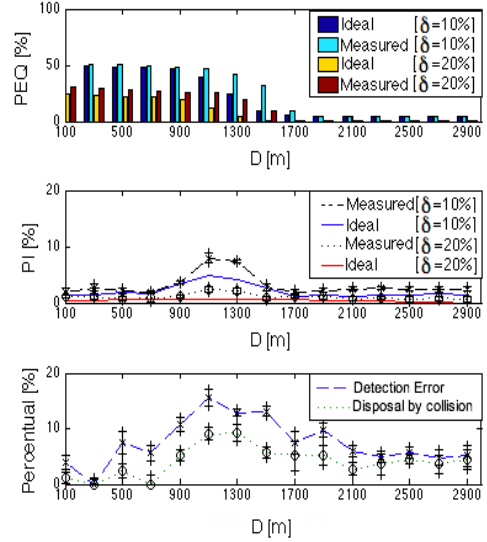 PEQ [%]
100
50
0
Ideal [δ=10%]
Measured [δ=10%]
Ideal [δ=20%]
Measured [δ=20%]
100 500 900 1300 1700 2100 2500 2900
D [m]
PI [%]
20
10
0
Measured[δ=10%]
Ideal [δ=10%]
Measured[δ=20%]
Ideal [δ=20%]
100 500 900 1300 1700 2100 2500 2900
D [m]
Percentual [%]
20
10
0
Detection Error
Disposal by collision
100 500 900 1300 1700 2100 2500 2900
D [m]